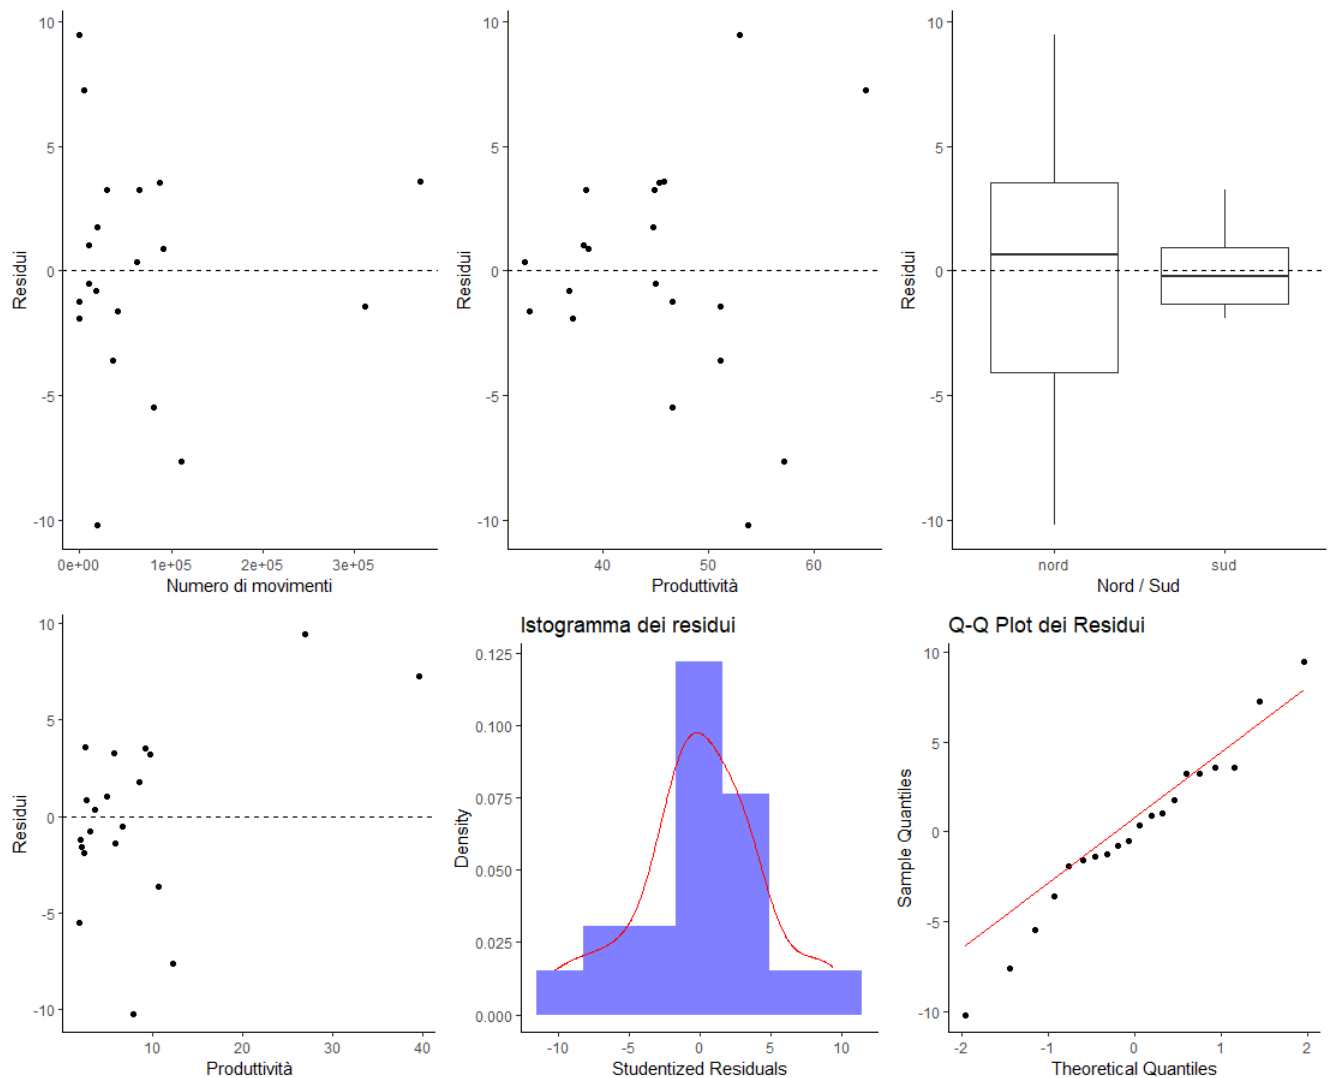 10
5
0
-5
-10
Residui
0e+00 1e+05 2e+05 3e+05
Numero di movimenti
10
5
0
-5
-10
Residui
40 50 60
Produttività
10
5
0
-5
-10
Residui
nord sud
Nord / Sud
10
5
0
-5
-10
Residui
10 20 30 40
Produttività
Istogramma dei residui
0.125
0.100
0.075
0.050
0.025
0.000
Density
-10 -5 0 5 10
Studentized Residuals
Q-Q Plot dei Residui
10
5
0
-5
-10
Sample Quantiles
-2 -1 0 1 2
Theoretical Quantiles